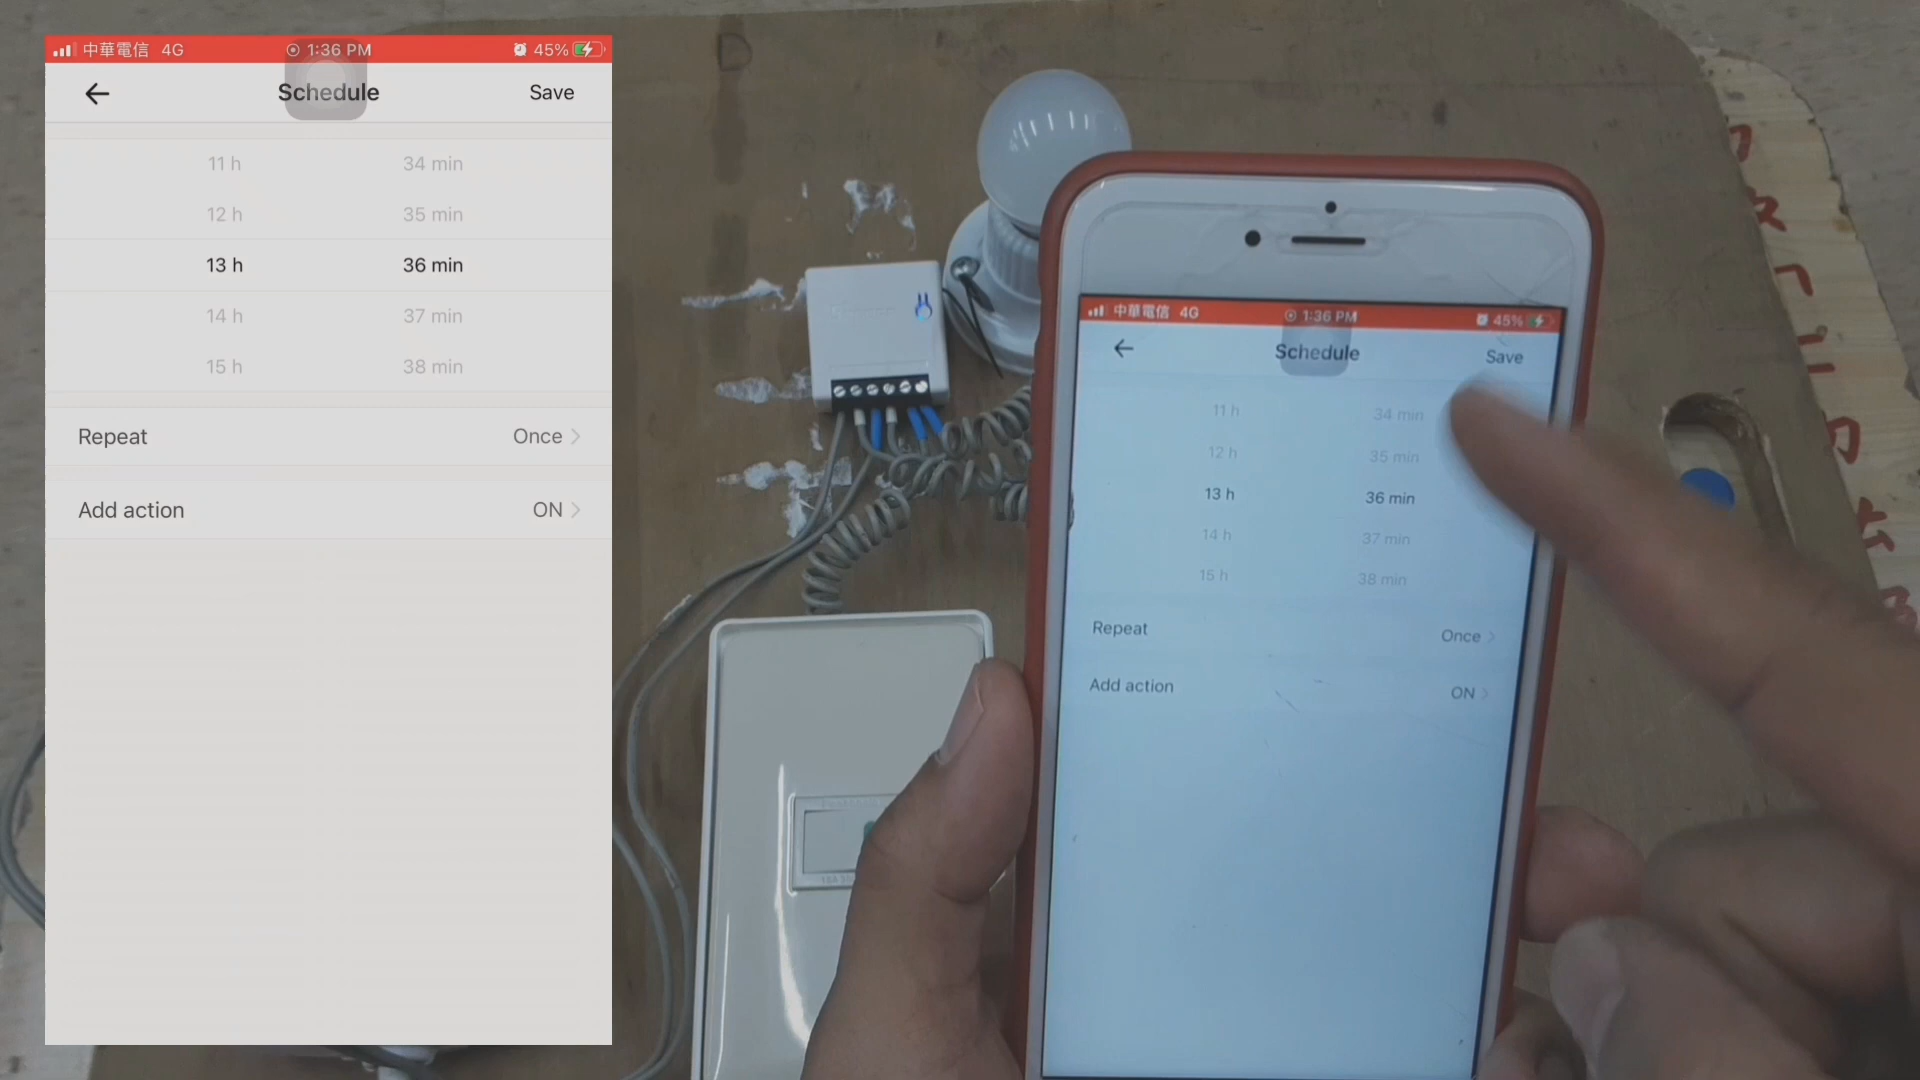 中華電信 4G 1:36 PM 45%
Schedule Save
11 h 34 min
12 h 35 min
13 h 36 min
14 h 37 min
15 h 38 min
Repeat Once
Add action ON
中華電信 4G 1:36 PM 45%
Schedule Save
11 h 34 min
12 h 35 min
13 h 36 min
14 h 37 min
15 h 38 min
Repeat Once
Add action ON